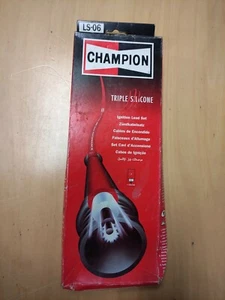 LS-06
CHAMPION
TRIPLE SILICONE
Ignition Lead Set
Zündkabelsatz
Cables de Encendido
Faisceaux d'Allumage
Set Cavi d'Accensione
Cabos de Ignição